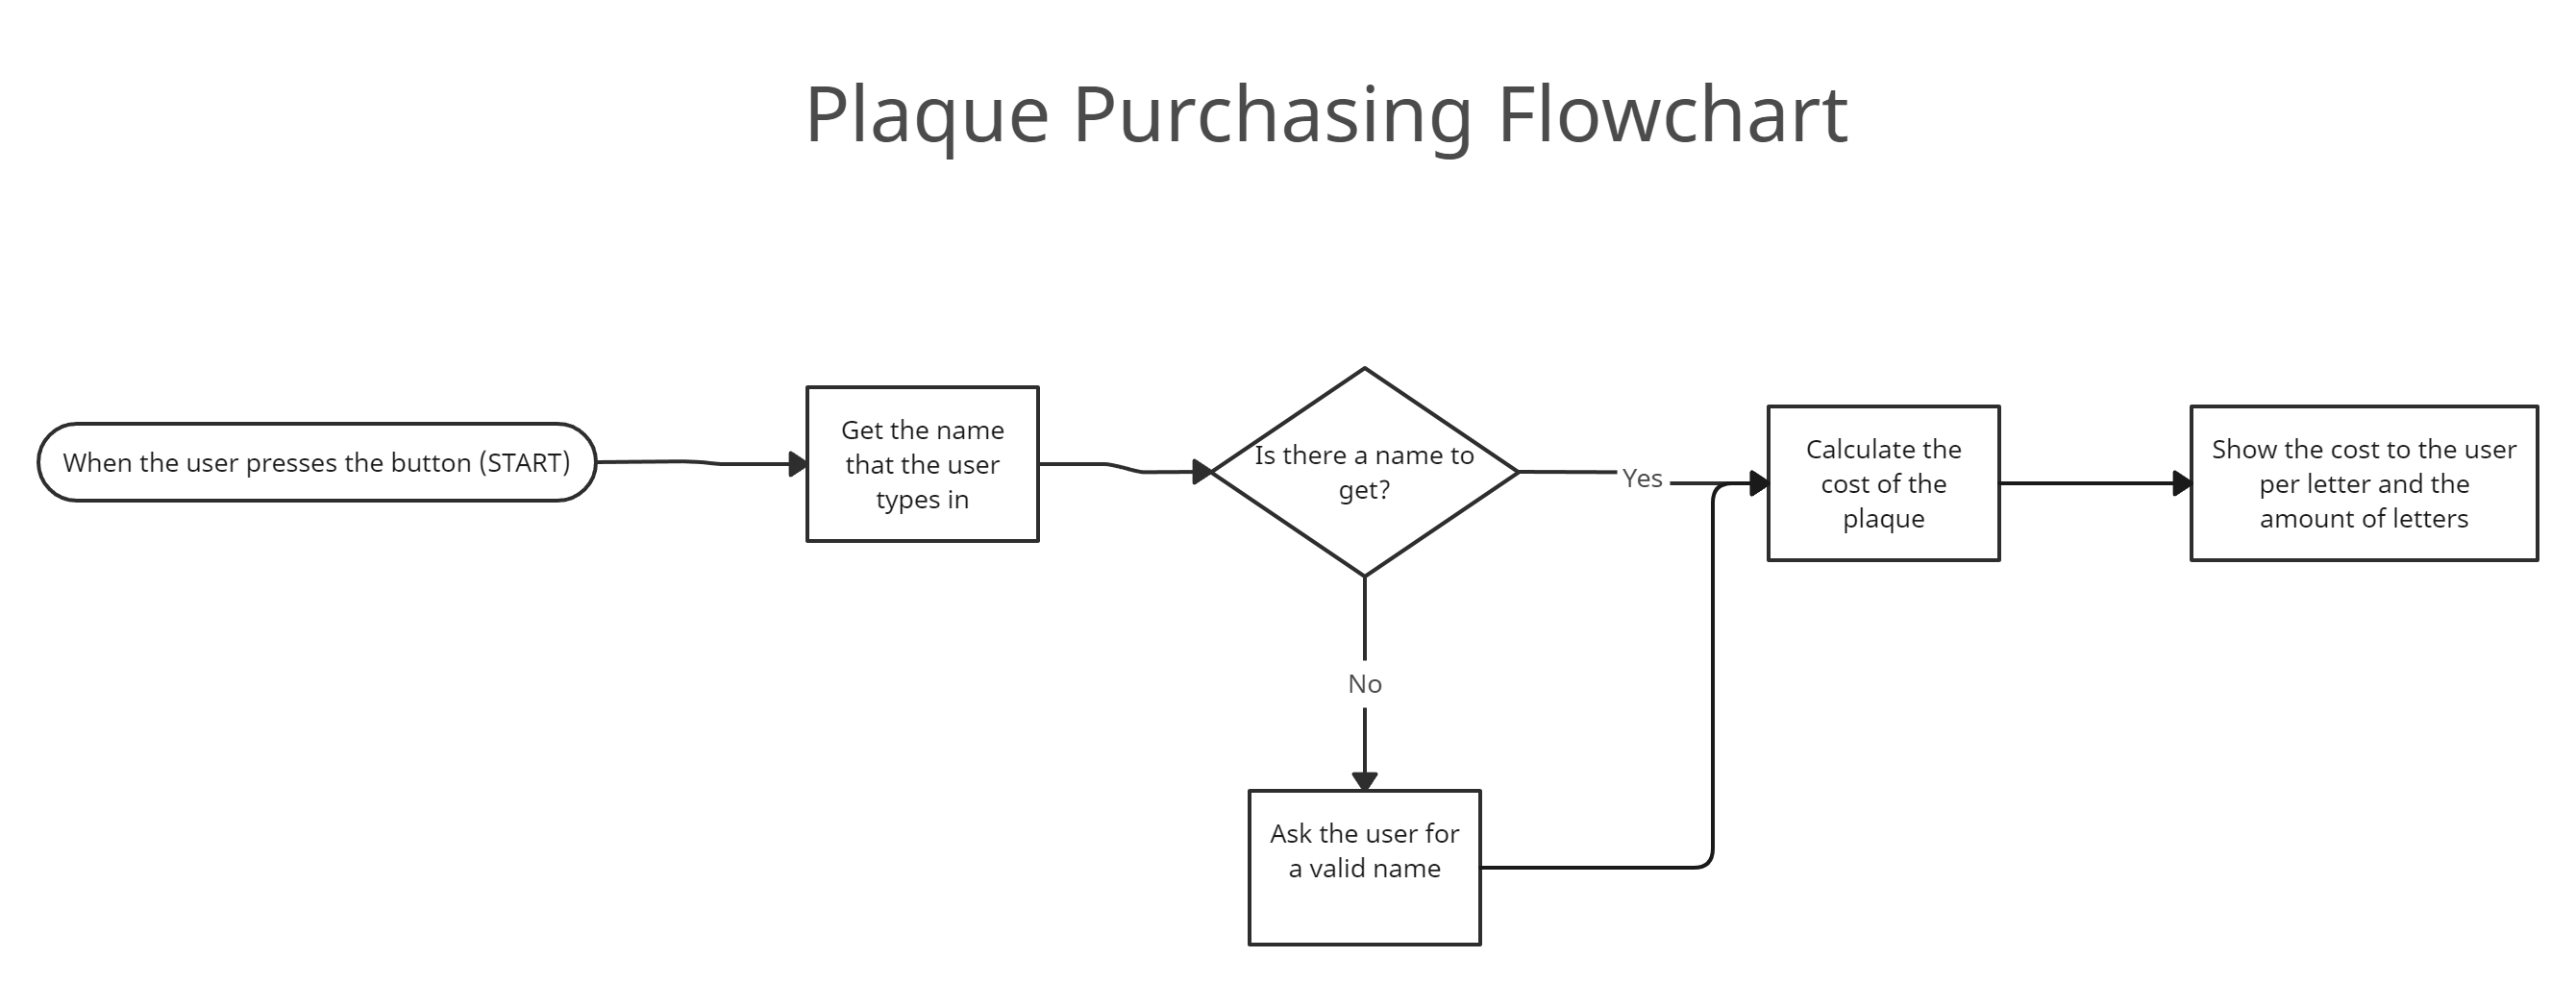 Plaque Purchasing Flowchart
When the user presses the button (START)
Get the name
that the user
types in
Is there a name to
get?
Yes
No
Ask the user for
a valid name
Calculate the
cost of the
plaque
Show the cost to the user
per letter and the
amount of letters